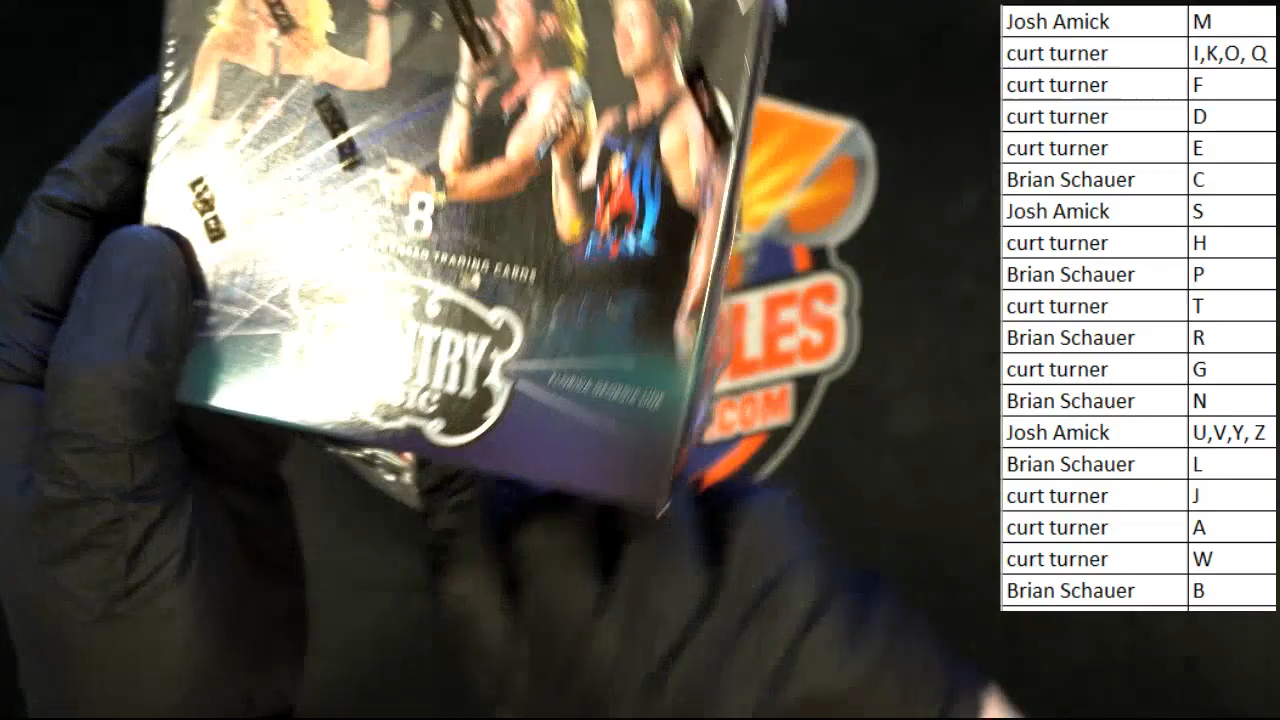 8
TRADING CARDS
LES
.COM
Josh Amick M
curt turner I,K,O, Q
curt turner F
curt turner D
curt turner E
Brian Schauer C
Josh Amick S
curt turner H
Brian Schauer P
curt turner T
Brian Schauer R
curt turner G
Brian Schauer N
Josh Amick U,V,Y, Z
Brian Schauer L
curt turner J
curt turner A
curt turner W
Brian Schauer B